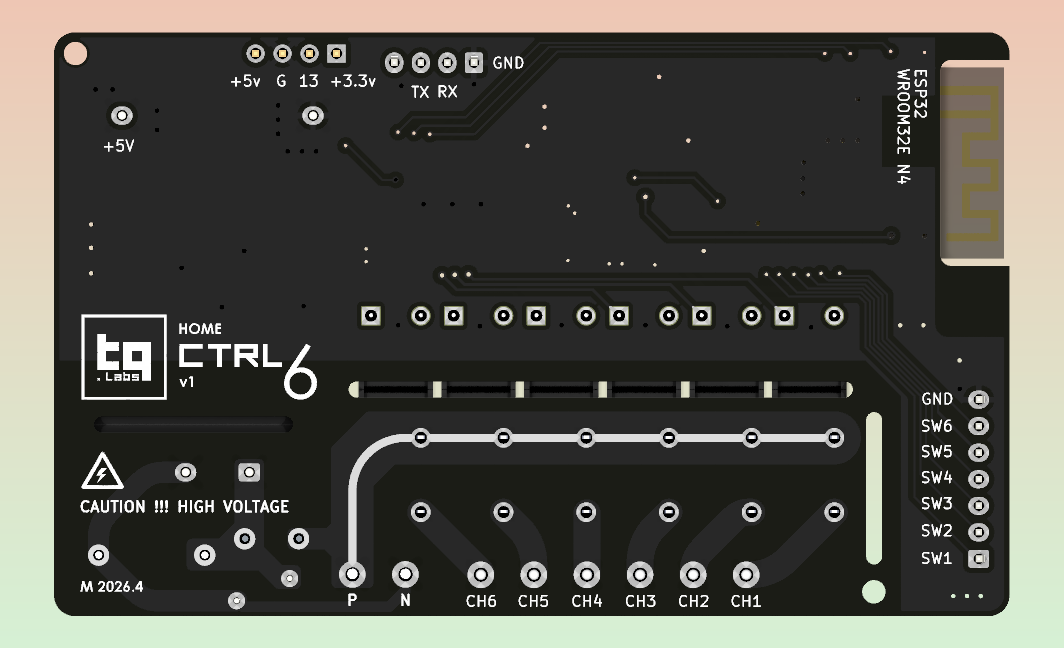 +5v G 13 +3.3v
GND
TX RX
+5V
ESP32
WROOM32E N4
tq
.Labs
HOME
CTRL 6
v1
CAUTION !!! HIGH VOLTAGE
M 2026.4
P N CH6 CH5 CH4 CH3 CH2 CH1
GND
SW6
SW5
SW4
SW3
SW2
SW1